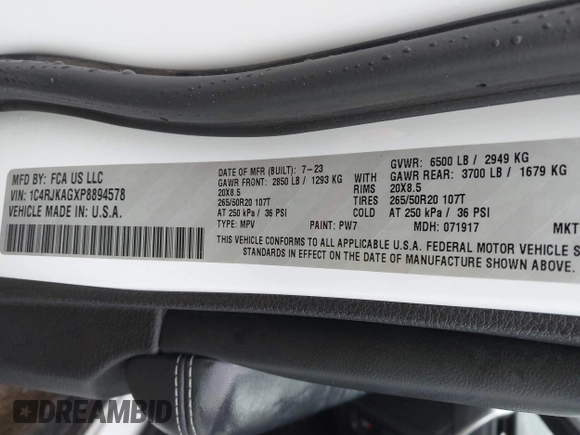 MFD BY: FCA US LLC
VIN: 1C4RJKAGXP8894578
VEHICLE MADE IN: U.S.A.
DATE OF MFR (BUILT): 7-23
GVWR: 6500 LB / 2949 KG
GAWR FRONT: 2850 LB / 1293 KG
GAWR REAR: 3700 LB / 1679 KG
20X8.5 RIMS 20X8.5
265/50R20 107T TIRES 265/50R20 107T
AT 250 kPa / 36 PSI COLD AT 250 kPa / 36 PSI
TYPE: MPV PAINT: PW7 MDH: 071917 MKT
THIS VEHICLE CONFORMS TO ALL APPLICABLE U.S.A. FEDERAL MOTOR VEHICLE S
STANDARDS IN EFFECT ON THE DATE OF MANUFACTURE SHOWN ABOVE.
DREAMBID